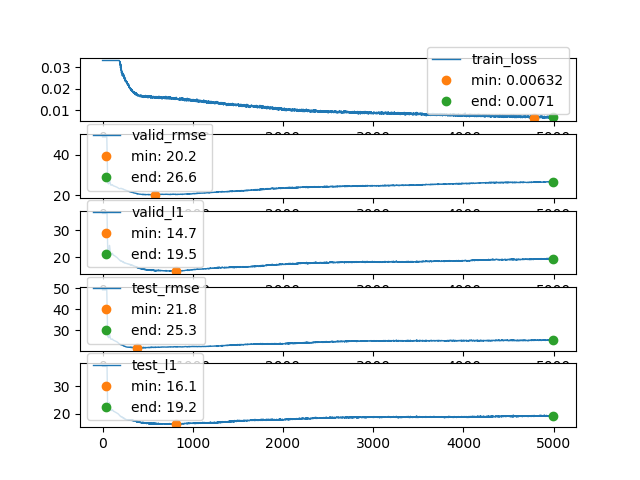 0.03
0.02
0.01
train_loss
min: 0.00632
end: 0.0071
40
20
valid_rmse
min: 20.2
end: 26.6
30
20
valid_l1
min: 14.7
end: 19.5
50
40
30
test_rmse
min: 21.8
end: 25.3
30
20
test_l1
min: 16.1
end: 19.2
0 1000 2000 3000 4000 5000